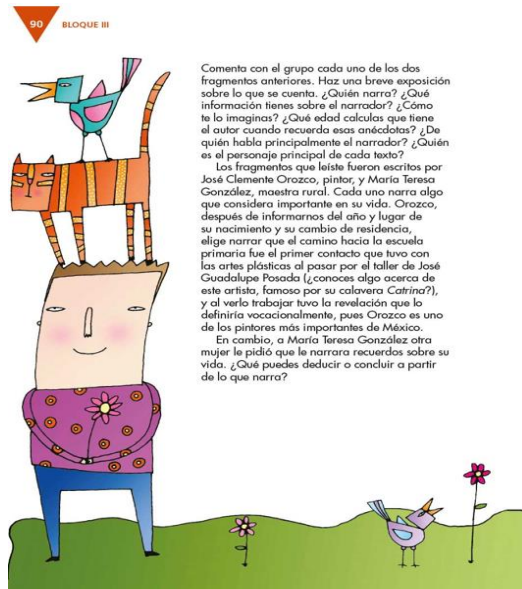 90 BLOQUE III
Comenta con el grupo cada uno de los dos
fragmentos anteriores. Haz una breve exposición
sobre lo que se cuenta. ¿Quién narra? ¿Qué
información tienes sobre el narrador? ¿Cómo
te lo imaginas? ¿Qué edad calculas que tiene
el autor cuando recuerda esas anécdotas? ¿De
quién habla principalmente el narrador? ¿Quién
es el personaje principal de cada texto?
Los fragmentos que leíste fueron escritos por
José Clemente Orozco, pintor, y María Teresa
González, maestra rural. Cada uno narra algo
que considera importante en su vida. Orozco,
después de informarnos del año y lugar de
su nacimiento y su cambio de residencia,
elige narrar que el camino hacia la escuela
primaria fue el primer contacto que tuvo con
las artes plásticas al pasar por el taller de José
Guadalupe Posada (¿conoces algo acerca de
este artista, famoso por su calavera Catrina?),
y al verlo trabajar tuvo la revelación que lo
definiría vocacionalmente, pues Orozco es uno
de los pintores más importantes de México.
En cambio, a María Teresa González otra
mujer le pidió que le narrara recuerdos sobre su
vida. ¿Qué puedes deducir o concluir a partir
de lo que narra?